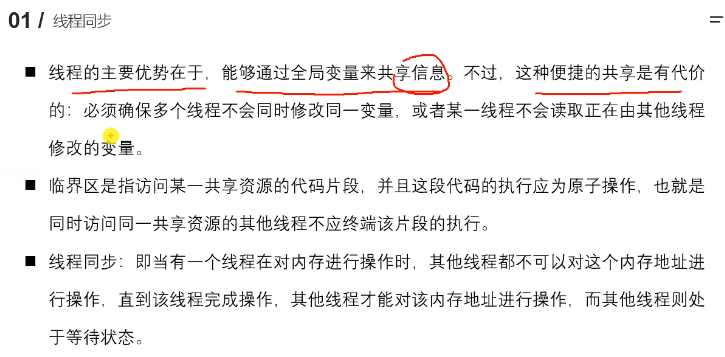 01 / 线程同步
■ 线程的主要优势在于，能够通过全局变量来共享信息。不过，这种便捷的共享是有代价
的：必须确保多个线程不会同时修改同一变量，或者某一线程不会读取正在由其他线程
修改的变量。
■ 临界区是指访问某一共享资源的代码片段，并且这段代码的执行应为原子操作，也就是
同时访问同一共享资源的其他线程不应终端该片段的执行。
■ 线程同步：即当有一个线程在对内存进行操作时，其他线程都不可以对这个内存地址进
行操作，直到该线程完成操作，其他线程才能对该内存地址进行操作，而其他线程则处
于等待状态。